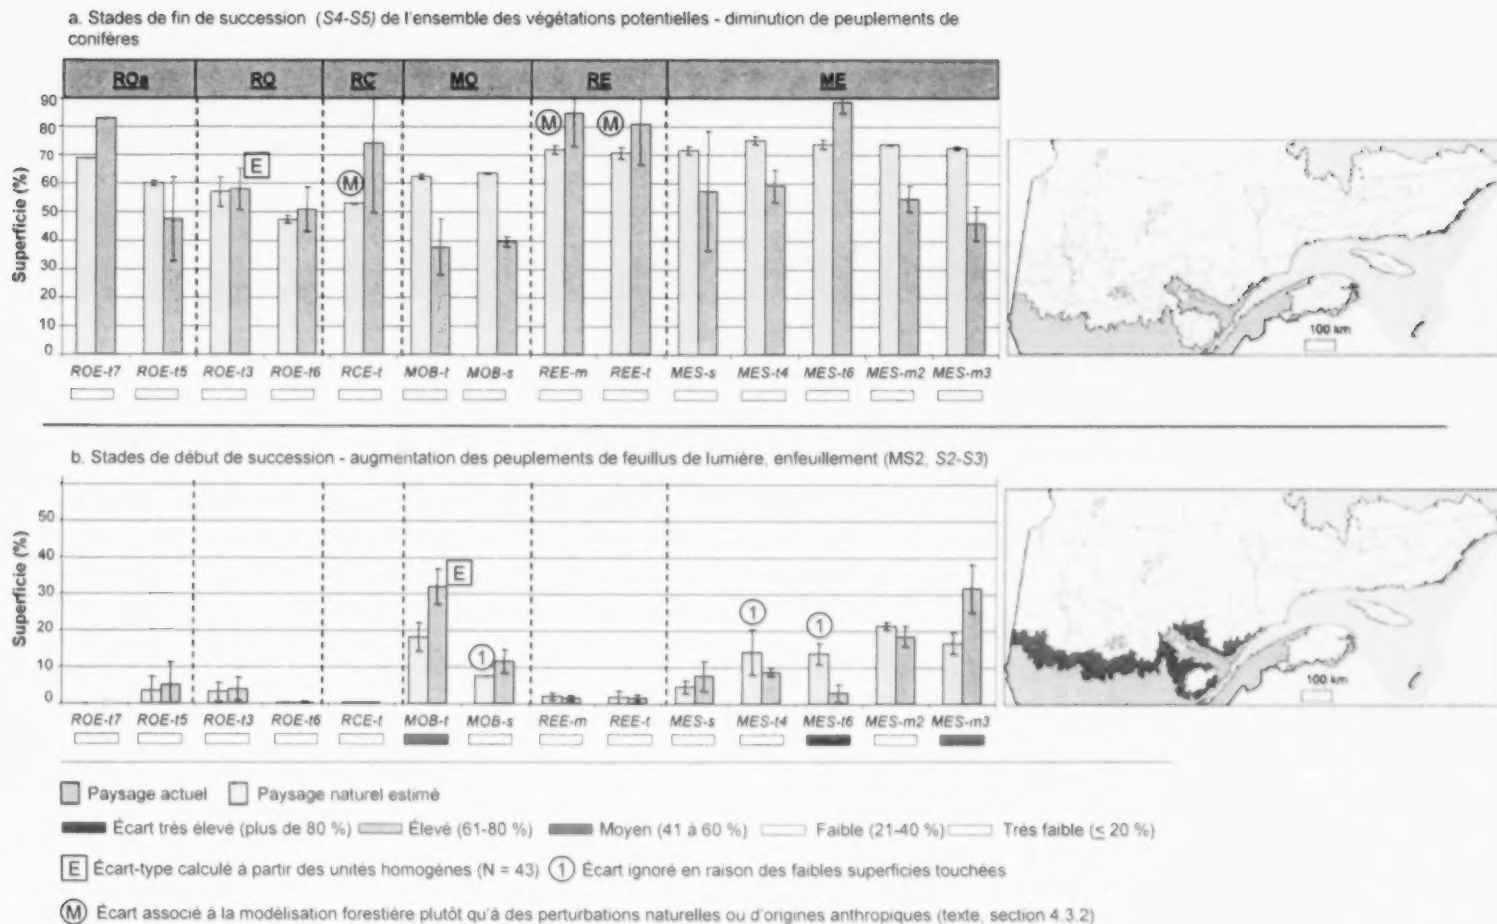 a. Stades de fin de succession (S4-S5) de l'ensemble des végétations potentielles - diminution de peuplements de
conifères
ROa RO RC MO RE ME
Superficie (%)
90
80
70
60
50
40
30
20
10
0
E
M
M
M
ROE-t7 ROE-t5 ROE-t3 ROE-t6 RCE-t MOB-t MOB-s REE-m REE-t MES-s MES-t4 MES-t6 MES-m2 MES-m3
100 km
b. Stades de début de succession - augmentation des peuplements de feuillus de lumière, enfeuillement (MS2, S2-S3)
Superficie (%)
50
40
30
20
10
0
E
1
1
1
ROE-t7 ROE-t5 ROE-t3 ROE-t6 RCE-t MOB-t MOB-s REE-m REE-t MES-s MES-t4 MES-t6 MES-m2 MES-m3
100 km
Paysage actuel Paysage naturel estimé
Écart très élevé (plus de 80 %) Élevé (61-80 %) Moyen (41 à 60 %) Faible (21-40 %) Très faible (≤ 20 %)
E Écart-type calculé à partir des unités homogènes (N = 43) 1 Écart ignoré en raison des faibles superficies touchées
M Écart associé à la modélisation forestière plutôt qu'à des perturbations naturelles ou d'origines anthropiques (texte, section 4.3.2)